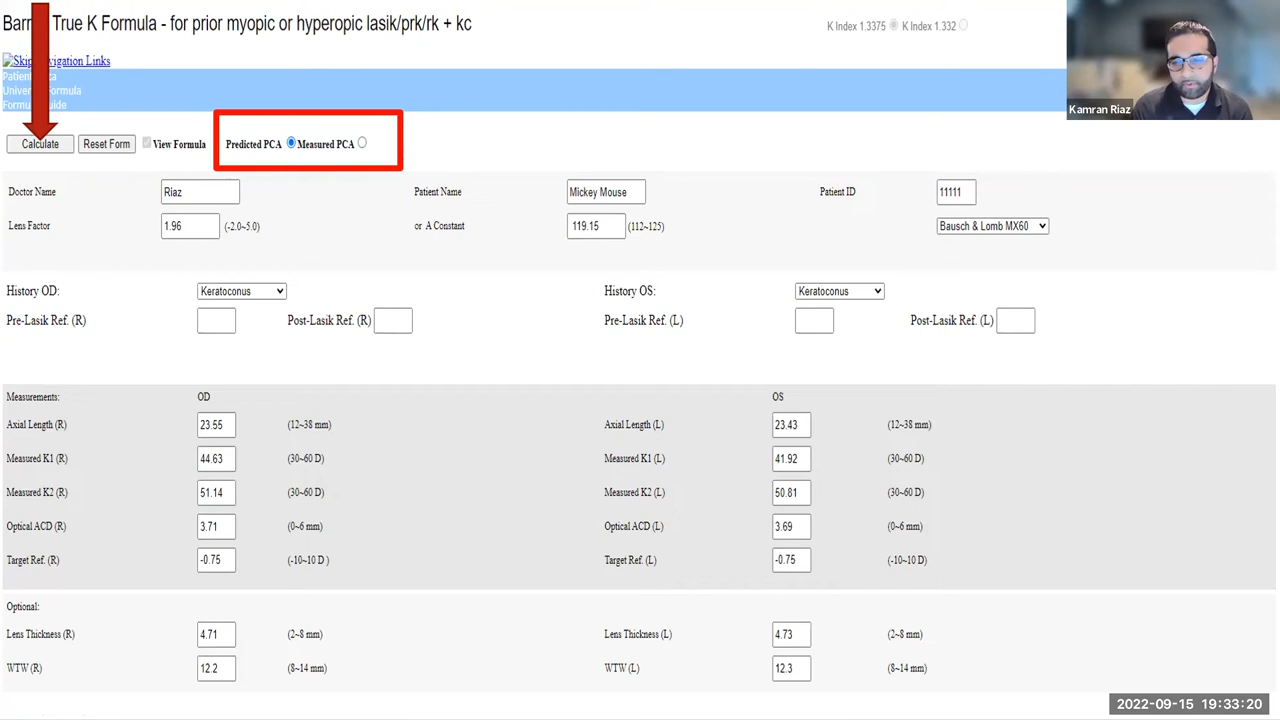 Barr True K Formula - for prior myopic or hyperopic lasik/prk/rk + kc
K Index 1.3375 K Index 1.332
Skip vigation Links
Patien
Univer Formula
Formu uide
Calculate Reset Form View Formula Predicted PCA Measured PCA
Kamran Riaz
Doctor Name Riaz Patient Name Mickey Mouse Patient ID 11111
Lens Factor 1.96 (-2.0~5.0) or A Constant 119.15 (112~125) Bausch & Lomb MX60
History OD: Keratoconus History OS: Keratoconus
Pre-Lasik Ref. (R) Post-Lasik Ref. (R) Pre-Lasik Ref. (L) Post-Lasik Ref. (L)
Measurements: OD OS
Axial Length (R) 23.55 (12~38 mm) Axial Length (L) 23.43 (12~38 mm)
Measured K1 (R) 44.63 (30~60 D) Measured K1 (L) 41.92 (30~60 D)
Measured K2 (R) 51.14 (30~60 D) Measured K2 (L) 50.81 (30~60 D)
Optical ACD (R) 3.71 (0~6 mm) Optical ACD (L) 3.69 (0~6 mm)
Target Ref. (R) -0.75 (-10~10 D ) Target Ref. (L) -0.75 (-10~10 D)
Optional:
Lens Thickness (R) 4.71 (2~8 mm) Lens Thickness (L) 4.73 (2~8 mm)
WTW (R) 12.2 (8~14 mm) WTW (L) 12.3 (8~14 mm)
2022-09-15 19:33:20